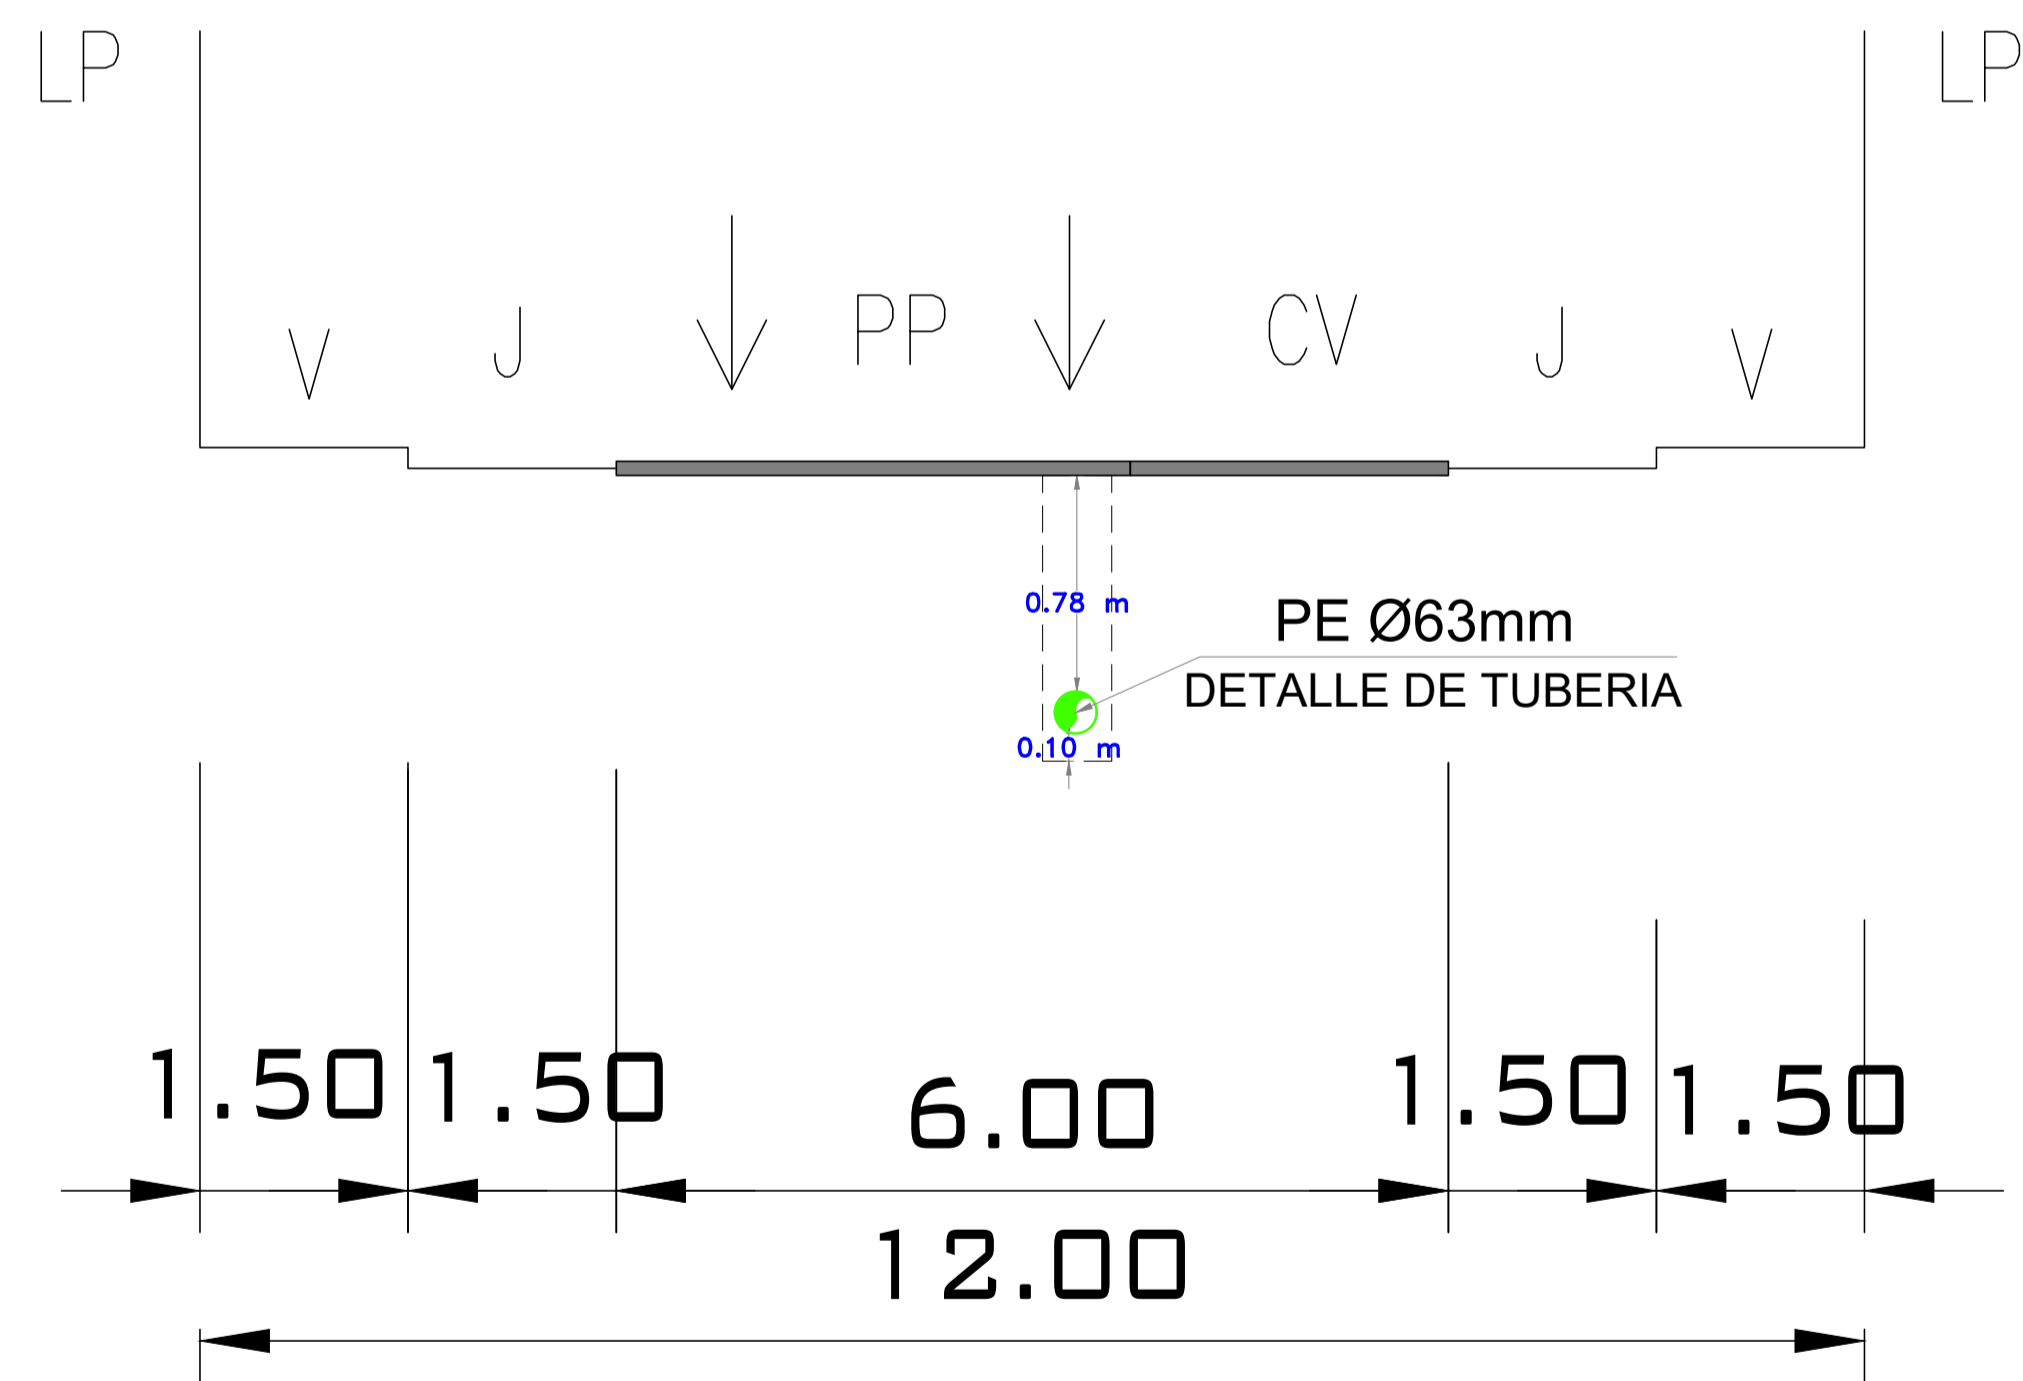 LP LP
V J PP CV J V
0.78 m
PE Ø63mm
DETALLE DE TUBERIA
0.10 m
1.50 1.50 6.00 1.50 1.50
12.00